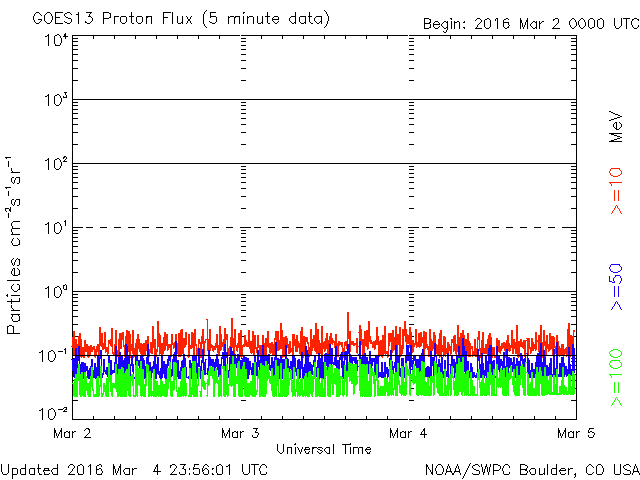 GOES13 Proton Flux (5 minute data)
Begin: 2016 Mar 2 0000 UTC
10⁴
10³
10²
10¹
10⁰
10⁻¹
10⁻²
Particles cm⁻²s⁻¹sr⁻¹
MeV
>=10
>=50
>=100
Mar 2
Mar 3
Mar 4
Mar 5
Universal Time
Updated 2016 Mar 4 23:56:01 UTC
NOAA/SWPC Boulder, CO USA